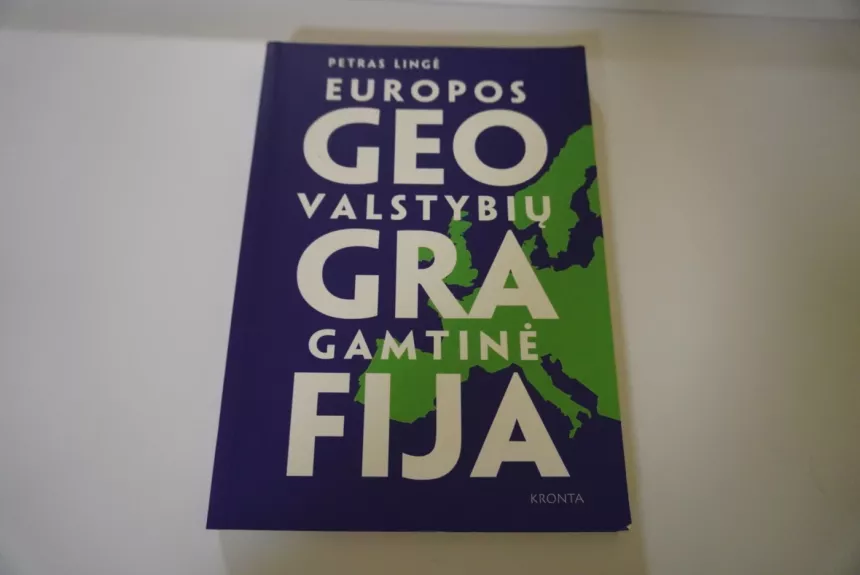 PETRAS LINGĖ
EUROPOS
GEO
VALSTYBIŲ
GRA
GAMTINĖ
FIJA
KRONTA